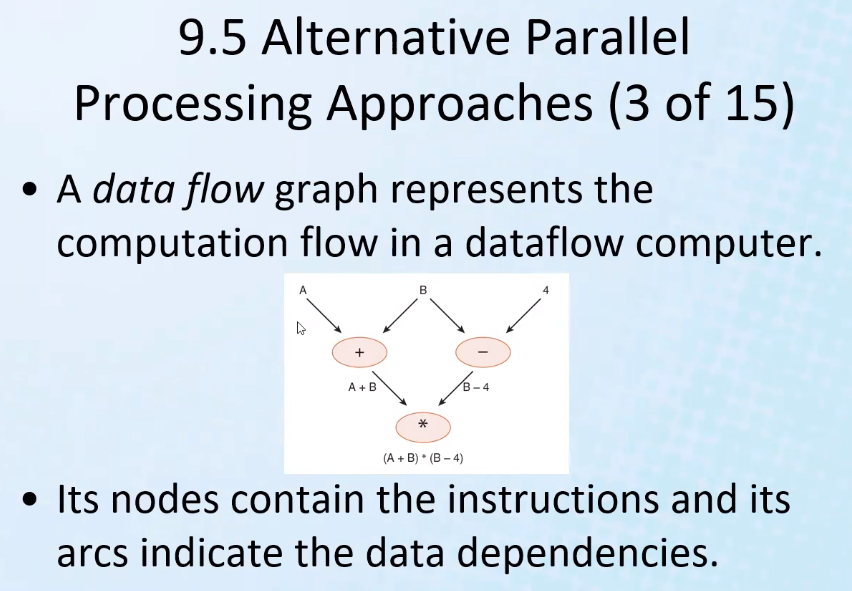 9.5 Alternative Parallel
Processing Approaches (3 of 15)
• A data flow graph represents the
computation flow in a dataflow computer.
A B 4
+ −
A + B B – 4
*
(A + B) * (B – 4)
• Its nodes contain the instructions and its
arcs indicate the data dependencies.